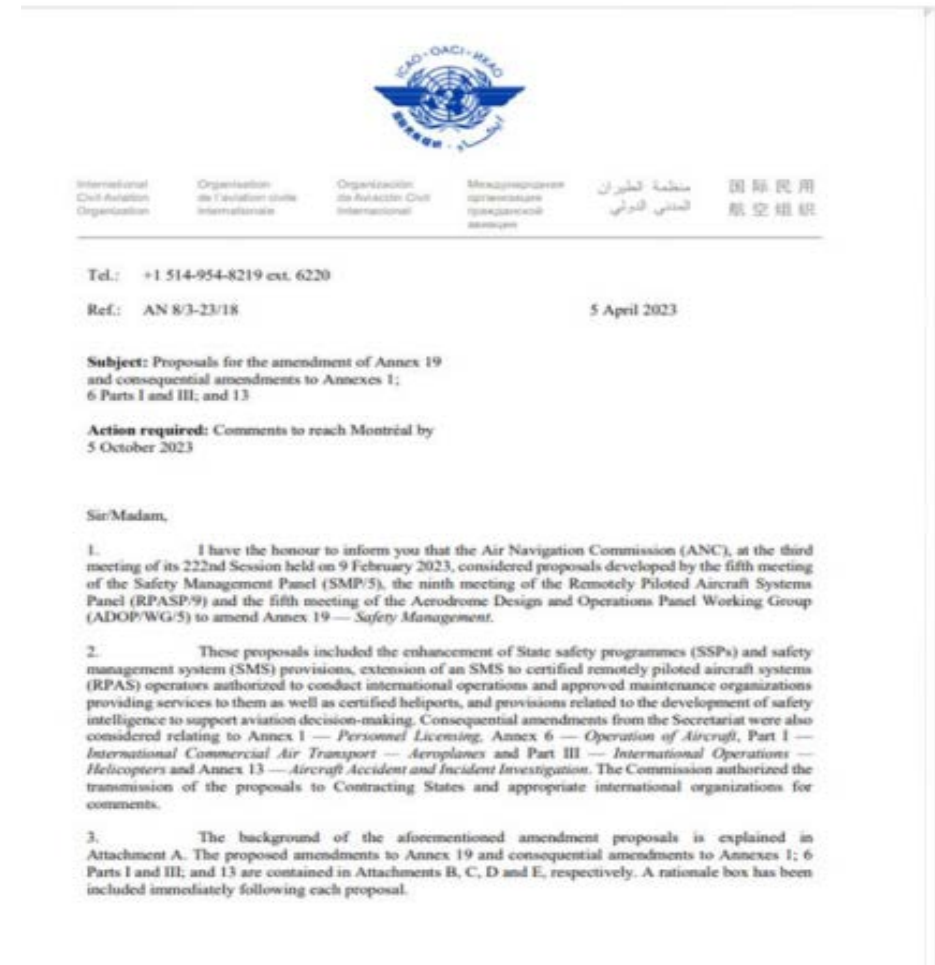 ICAO · OACI · ИКАО
International Civil Aviation Organization
Organisation de l'aviation civile internationale
Organización de Aviación Civil Internacional
Международная организация гражданской авиации
منظمة الطيران المدني الدولي
国际民用航空组织
Tel.: +1 514-954-8219 ext. 6220
Ref.: AN 8/3-23/18 5 April 2023
Subject: Proposals for the amendment of Annex 19
and consequential amendments to Annexes 1;
6 Parts I and III; and 13
Action required: Comments to reach Montréal by
5 October 2023
Sir/Madam,
1. I have the honour to inform you that the Air Navigation Commission (ANC), at the third
meeting of its 222nd Session held on 9 February 2023, considered proposals developed by the fifth meeting
of the Safety Management Panel (SMP/5), the ninth meeting of the Remotely Piloted Aircraft Systems
Panel (RPASP/9) and the fifth meeting of the Aerodrome Design and Operations Panel Working Group
(ADOP/WG/5) to amend Annex 19 — Safety Management.
2. These proposals included the enhancement of State safety programmes (SSPs) and safety
management system (SMS) provisions, extension of an SMS to certified remotely piloted aircraft systems
(RPAS) operators authorized to conduct international operations and approved maintenance organizations
providing services to them as well as certified heliports, and provisions related to the development of safety
intelligence to support aviation decision-making. Consequential amendments from the Secretariat were also
considered relating to Annex 1 — Personnel Licensing, Annex 6 — Operation of Aircraft, Part I —
International Commercial Air Transport — Aeroplanes and Part III — International Operations —
Helicopters and Annex 13 — Aircraft Accident and Incident Investigation. The Commission authorized the
transmission of the proposals to Contracting States and appropriate international organizations for
comments.
3. The background of the aforementioned amendment proposals is explained in
Attachment A. The proposed amendments to Annex 19 and consequential amendments to Annexes 1; 6
Parts I and III; and 13 are contained in Attachments B, C, D and E, respectively. A rationale box has been
included immediately following each proposal.